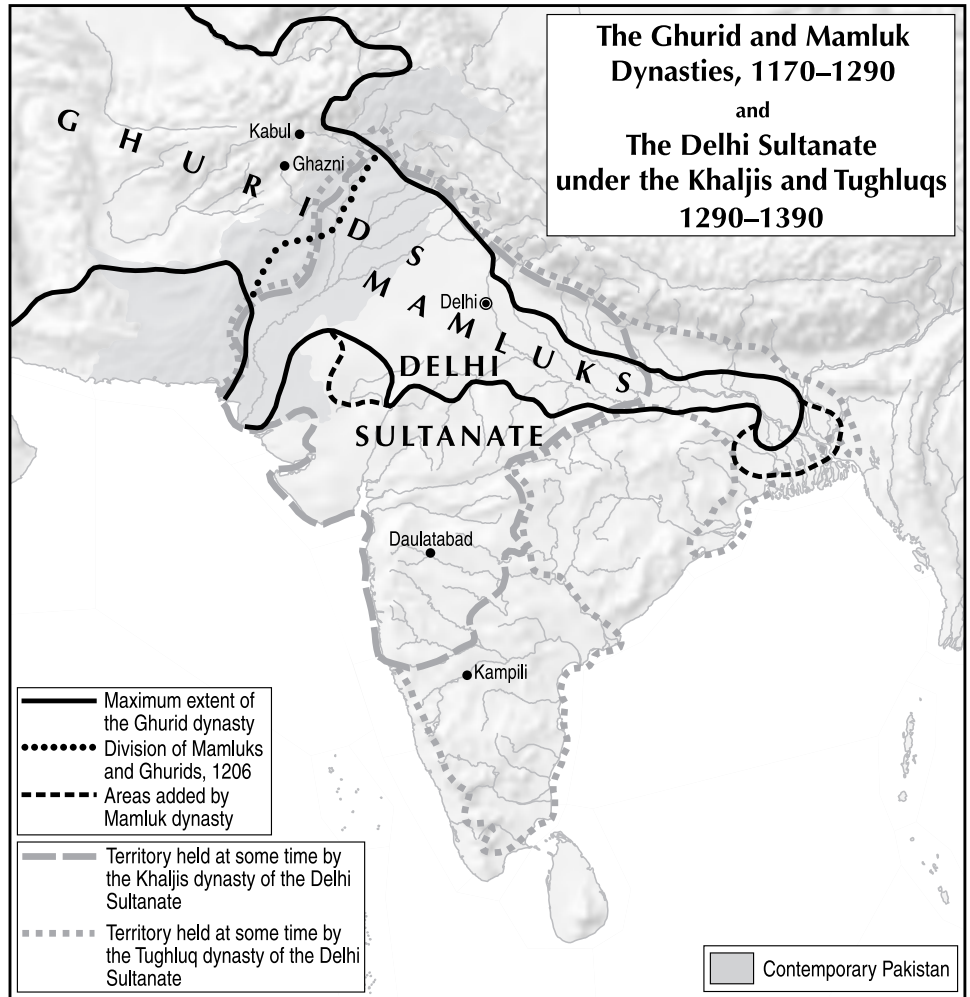 The Ghurid and Mamluk
Dynasties, 1170–1290
and
The Delhi Sultanate
under the Khaljis and Tughluqs
1290–1390
GHURIDS
Kabul
Ghazni
MAMLUKS
Delhi
DELHI
SULTANATE
Daulatabad
Kampili
Maximum extent of
the Ghurid dynasty
Division of Mamluks
and Ghurids, 1206
Areas added by
Mamluk dynasty
Territory held at some time by
the Khaljis dynasty of the Delhi
Sultanate
Territory held at some time by
the Tughluq dynasty of the Delhi
Sultanate
Contemporary Pakistan